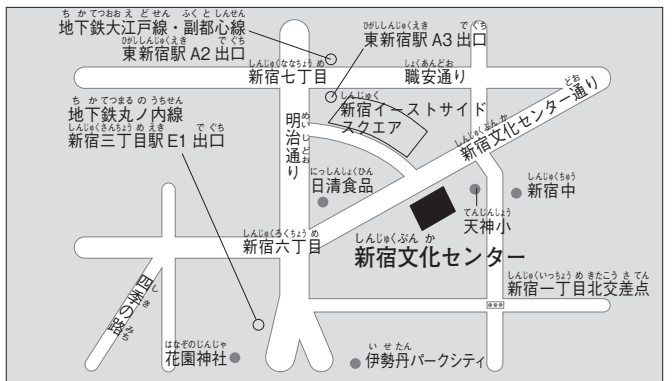 ちかてつおおえどせん ふくとしんせん
地下鉄大江戸線・副都心線
ひがししんじゅくえき でぐち
東新宿駅 A2 出口
ひがししんじゅくえき でぐち
東新宿駅 A3 出口
しんじゅくななちょうめ
新宿七丁目
しょくあんどお
職安通り
ちかてつまるのうちせん
地下鉄丸ノ内線
しんじゅくさんちょうめえき でぐち
新宿三丁目駅 E1 出口
めいじどお
明治通り
しんじゅく
新宿イーストサイド
スクエア
しんじゅくぶんか どお
新宿文化センター通り
にっしんしょくひん
日清食品
しんじゅくちゅう
新宿中
てんじんしょう
天神小
しんじゅくろくちょうめ
新宿六丁目
しんじゅくぶんか
新宿文化センター
しんじゅくいっちょうめきたこうさてん
新宿一丁目北交差点
しきみち
四季の路
はなぞのじんじゃ
花園神社
いせたん
伊勢丹パークシティ